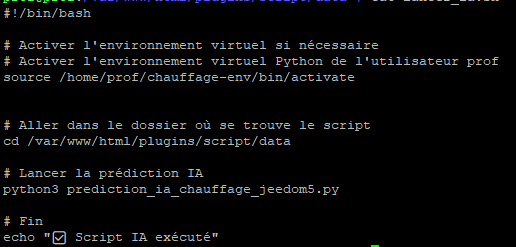 #!/bin/bash
# Activer l'environnement virtuel si nécessaire
# Activer l'environnement virtuel Python de l'utilisateur prof
source /home/prof/chauffage-env/bin/activate
# Aller dans le dossier où se trouve le script
cd /var/www/html/plugins/script/data
# Lancer la prédiction IA
python3 prediction_ia_chauffage_jeedom5.py
# Fin
echo "☑ Script IA exécuté"